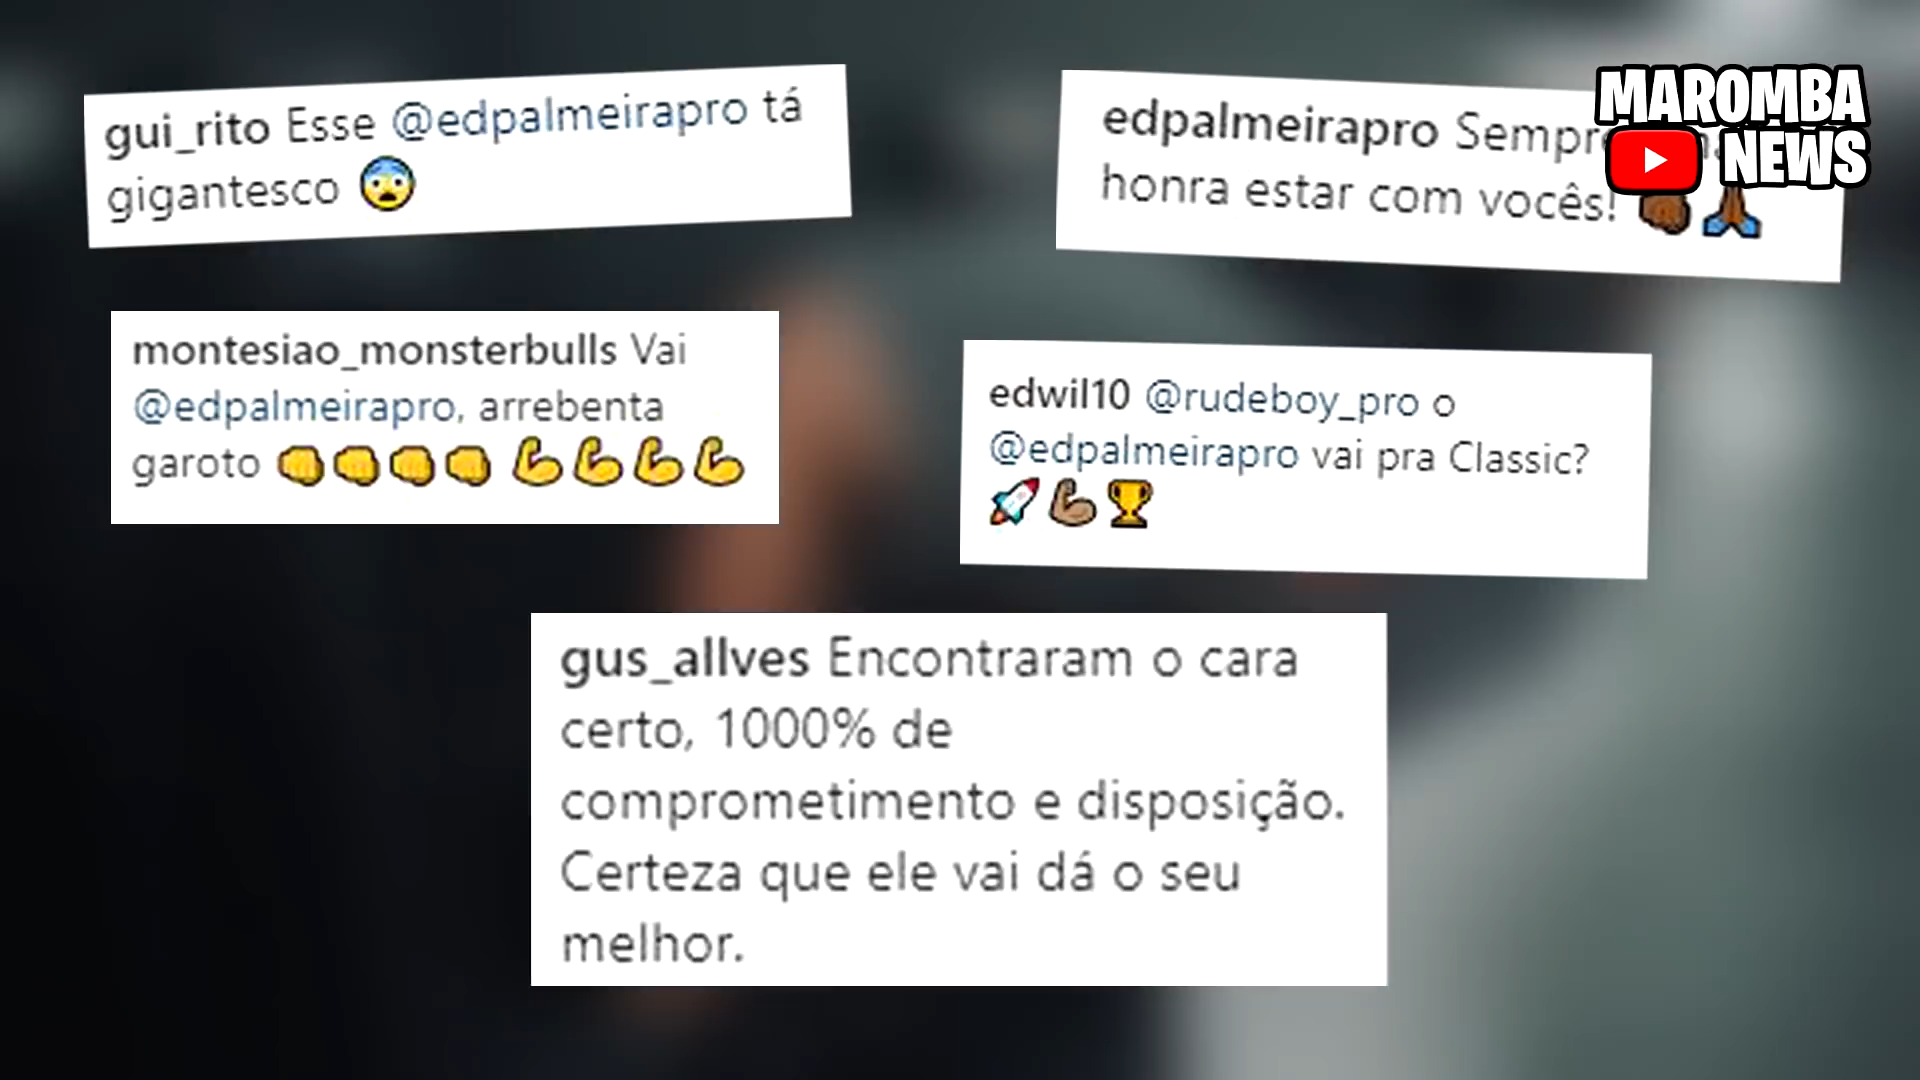 gui_rito Esse @edpalmeirapro tá
gigantesco 😨
edpalmeirapro
honra estar com vocês! 👊🏾🙏🏾
MAROMBA
NEWS
montesiao_monsterbulls Vai
@edpalmeirapro, arrebenta
garoto 👊👊👊👊 💪💪💪💪
edwil10 @rudeboy_pro o
@edpalmeirapro vai pra Classic?
🚀💪🏽🏆
gus_allves Encontraram o cara
certo, 1000% de
comprometimento e disposição.
Certeza que ele vai dá o seu
melhor.